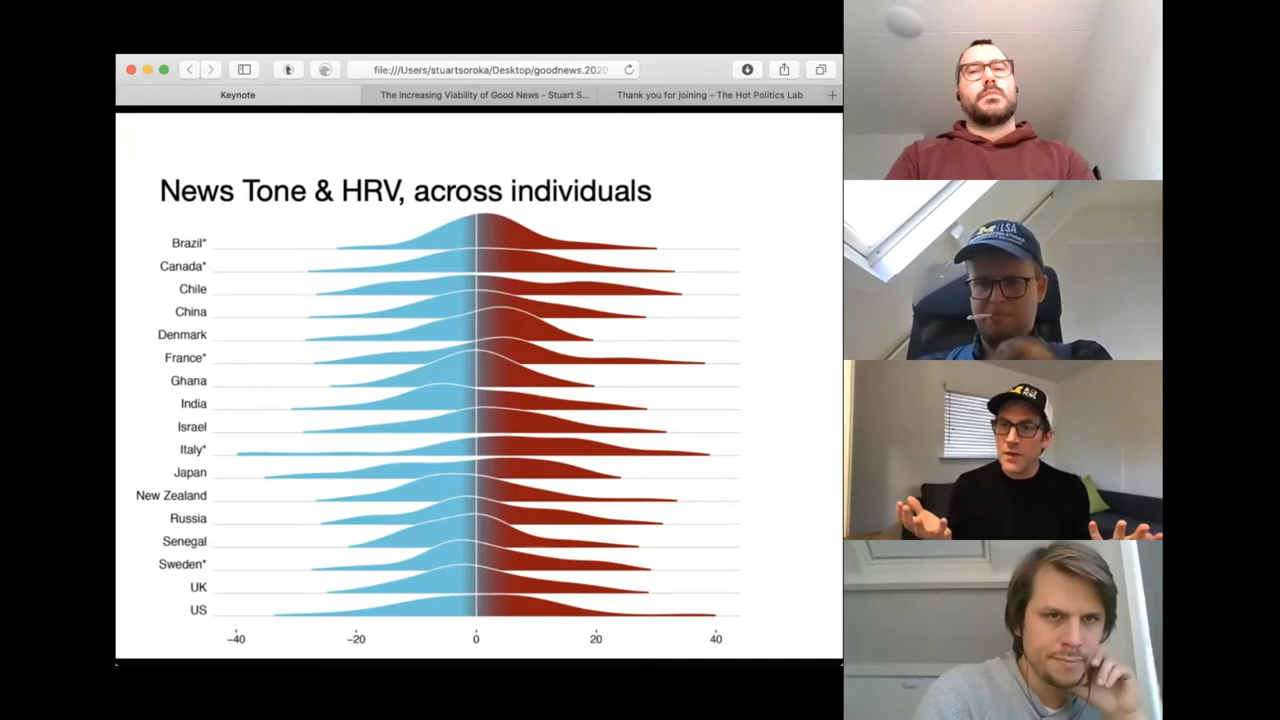 file:///Users/stuartsoroka/Desktop/goodnews.2020
Keynote
The Increasing Viability of Good News - Stuart S...
Thank you for joining – The Hot Politics Lab
News Tone & HRV, across individuals
Brazil*
Canada*
Chile
China
Denmark
France*
Ghana
India
Israel
Italy*
Japan
New Zealand
Russia
Senegal
Sweden*
UK
US
−40
−20
0
20
40
M LSA